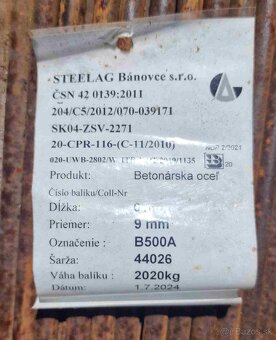 STEELAG Bánovce s.r.o.
ČSN 42 0139:2011
204/C5/2012/070-039171
SK04-ZSV-2271
20-CPR-116-(C-11/2010)
Produkt: Betonárska oceľ
Číslo balíku/Coll-Nr
Dĺžka:
Priemer: 9 mm
Označenie : B500A
Šarža: 44026
Váha balíku : 2020kg
Dátum: 1.7.2024